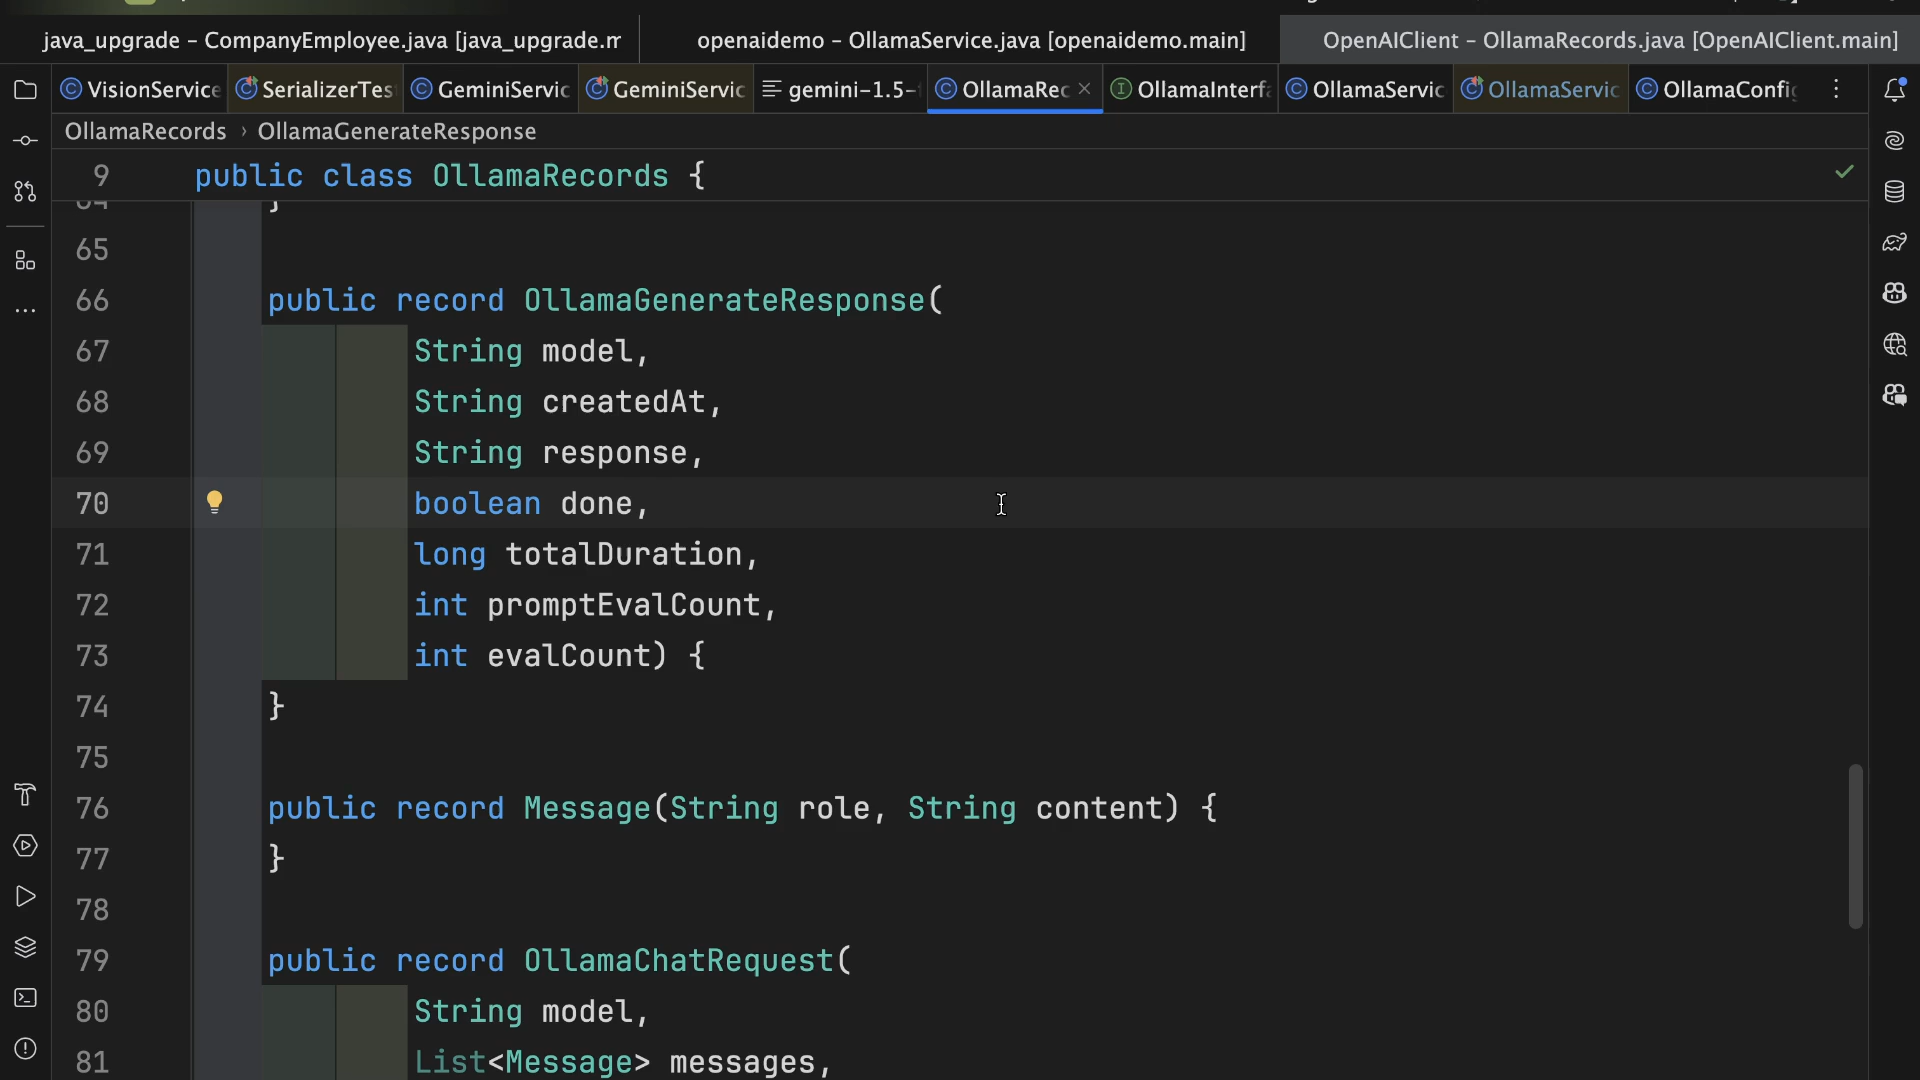 java_upgrade – CompanyEmployee.java [java_upgrade.m
openaidemo – OllamaService.java [openaidemo.main]
OpenAIClient – OllamaRecords.java [OpenAIClient.main]
VisionService
SerializerTes
GeminiServic
GeminiServic
gemini-1.5-
OllamaRec
OllamaInterf
OllamaServic
OllamaServic
OllamaConfi
OllamaRecords › OllamaGenerateResponse
9 public class OllamaRecords {
64 }
65
66 public record OllamaGenerateResponse(
67 String model,
68 String createdAt,
69 String response,
70 boolean done,
71 long totalDuration,
72 int promptEvalCount,
73 int evalCount) {
74 }
75
76 public record Message(String role, String content) {
77 }
78
79 public record OllamaChatRequest(
80 String model,
81 List<Message> messages,